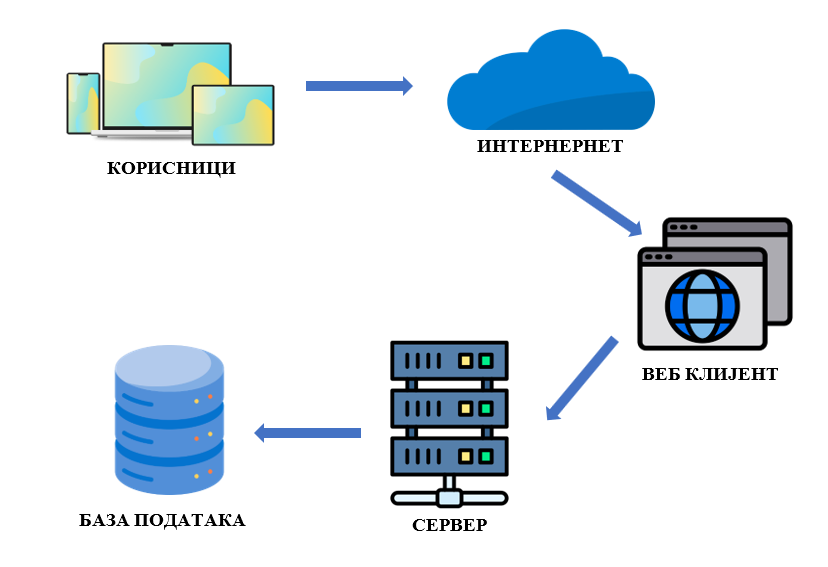 КОРИСНИЦИ
ИНТЕРНЕРНЕТ
ВЕБ КЛИЈЕНТ
СЕРВЕР
БАЗА ПОДАТАКА